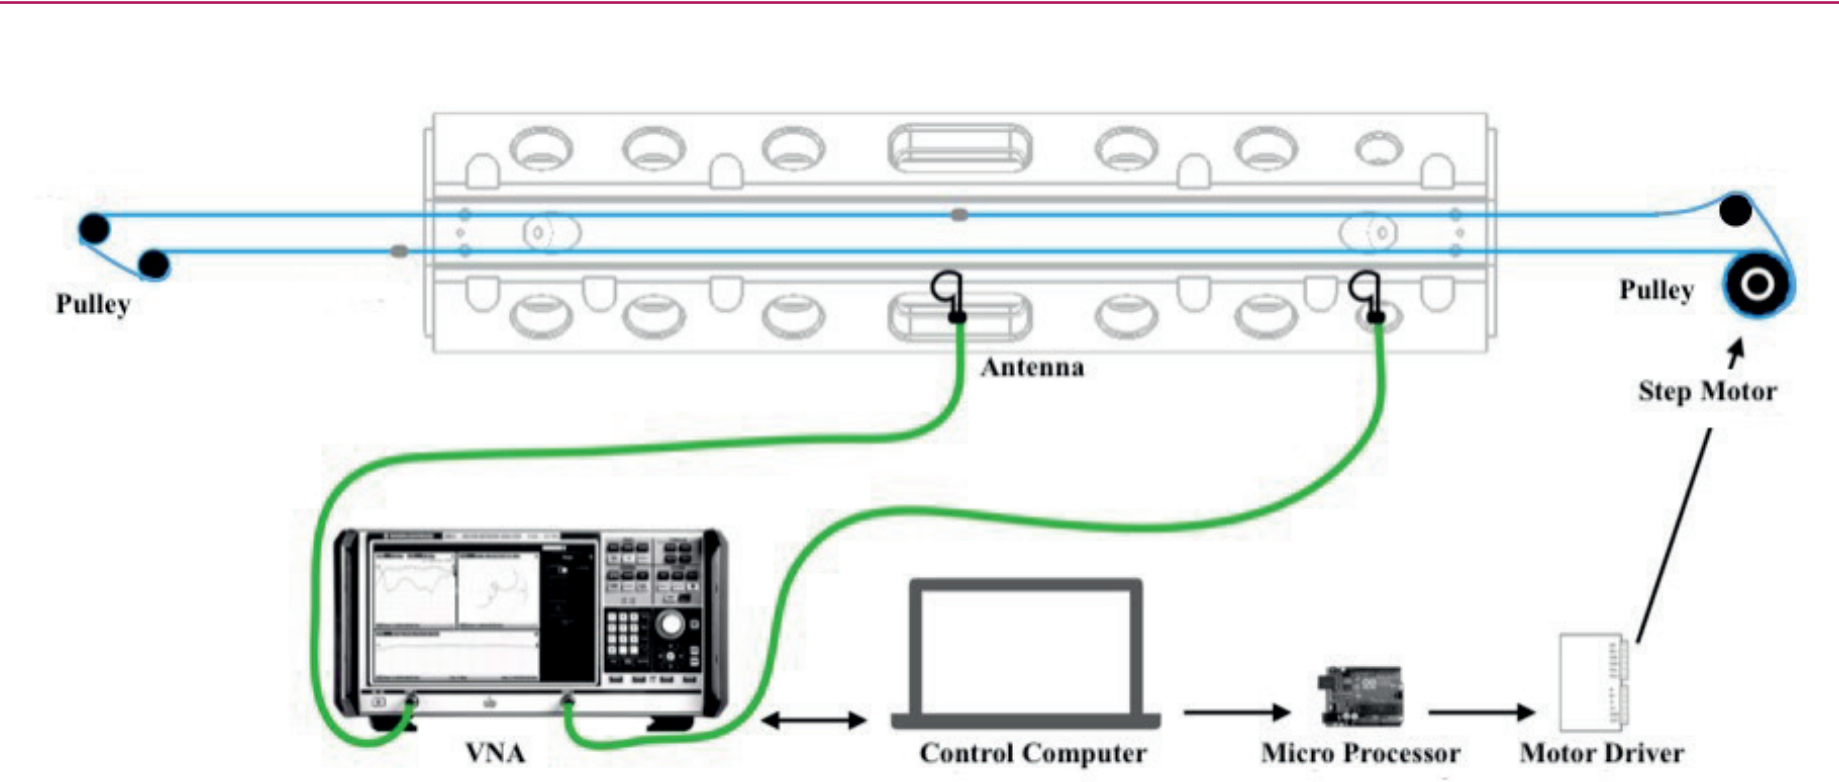 Pulley
Pulley
Antenna
Step Motor
VNA
Control Computer
Micro Processor
Motor Driver